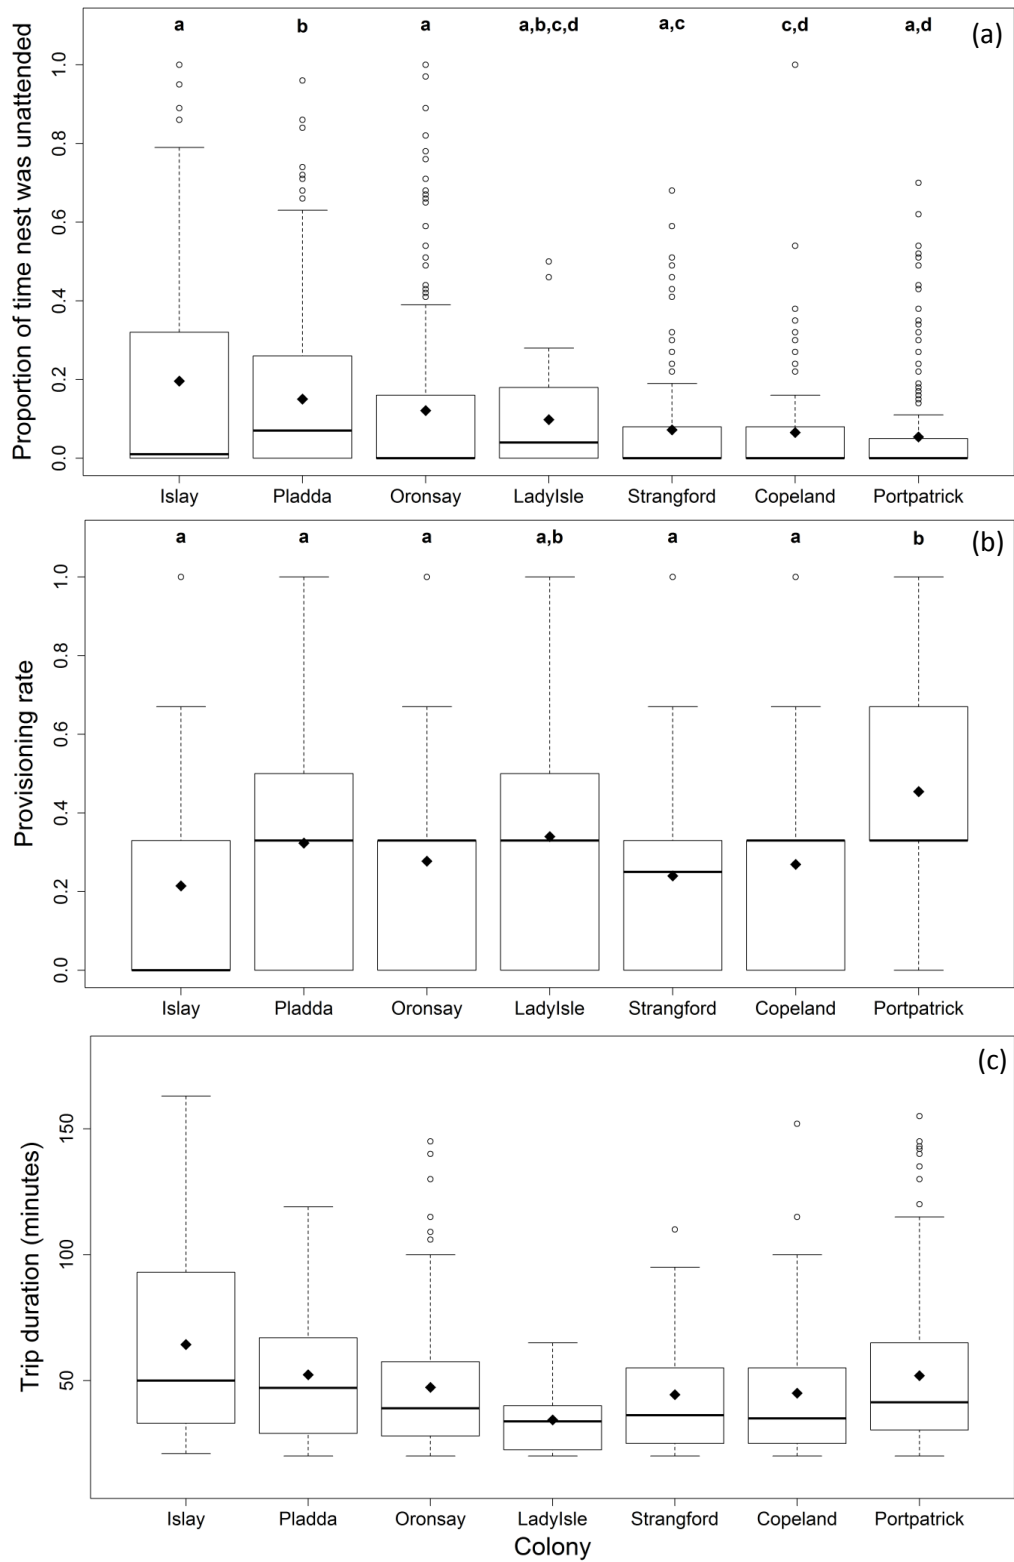 a b a a,b,c,d a,c c,d a,d (a)
Proportion of time nest was unattended
1.0
0.8
0.6
0.4
0.2
0.0
Islay Pladda Oronsay LadyIsle Strangford Copeland Portpatrick
a a a a,b a a b (b)
Provisioning rate
1.0
0.8
0.6
0.4
0.2
0.0
Islay Pladda Oronsay LadyIsle Strangford Copeland Portpatrick
(c)
Trip duration (minutes)
150
100
50
Islay Pladda Oronsay LadyIsle Strangford Copeland Portpatrick
Colony